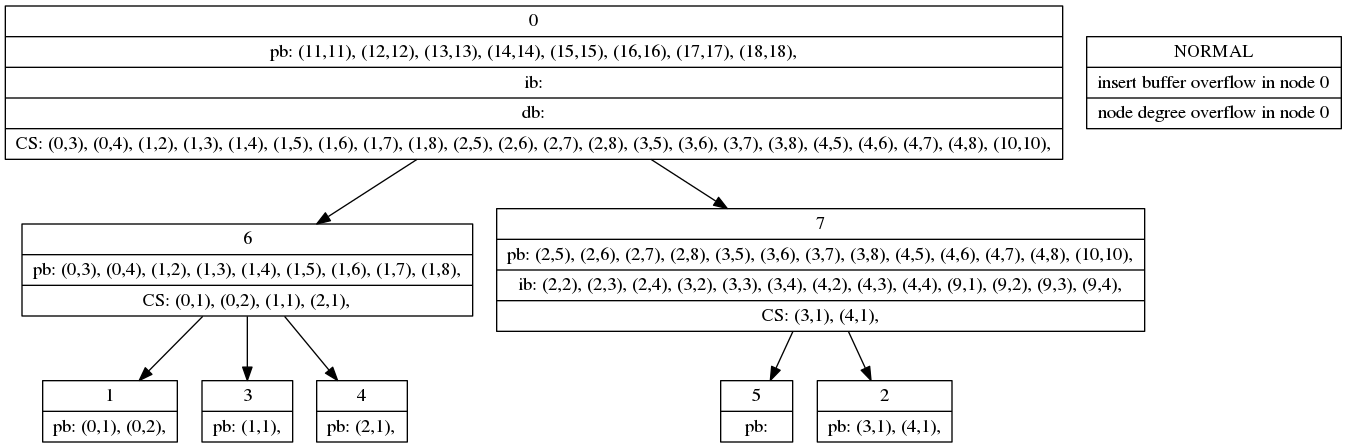 0
pb: (11,11), (12,12), (13,13), (14,14), (15,15), (16,16), (17,17), (18,18),
ib:
db:
CS: (0,3), (0,4), (1,2), (1,3), (1,4), (1,5), (1,6), (1,7), (1,8), (2,5), (2,6), (2,7), (2,8), (3,5), (3,6), (3,7), (3,8), (4,5), (4,6), (4,7), (4,8), (10,10),
NORMAL
insert buffer overflow in node 0
node degree overflow in node 0
6
pb: (0,3), (0,4), (1,2), (1,3), (1,4), (1,5), (1,6), (1,7), (1,8),
CS: (0,1), (0,2), (1,1), (2,1),
7
pb: (2,5), (2,6), (2,7), (2,8), (3,5), (3,6), (3,7), (3,8), (4,5), (4,6), (4,7), (4,8), (10,10),
ib: (2,2), (2,3), (2,4), (3,2), (3,3), (3,4), (4,2), (4,3), (4,4), (9,1), (9,2), (9,3), (9,4),
CS: (3,1), (4,1),
1
pb: (0,1), (0,2),
3
pb: (1,1),
4
pb: (2,1),
5
pb:
2
pb: (3,1), (4,1),